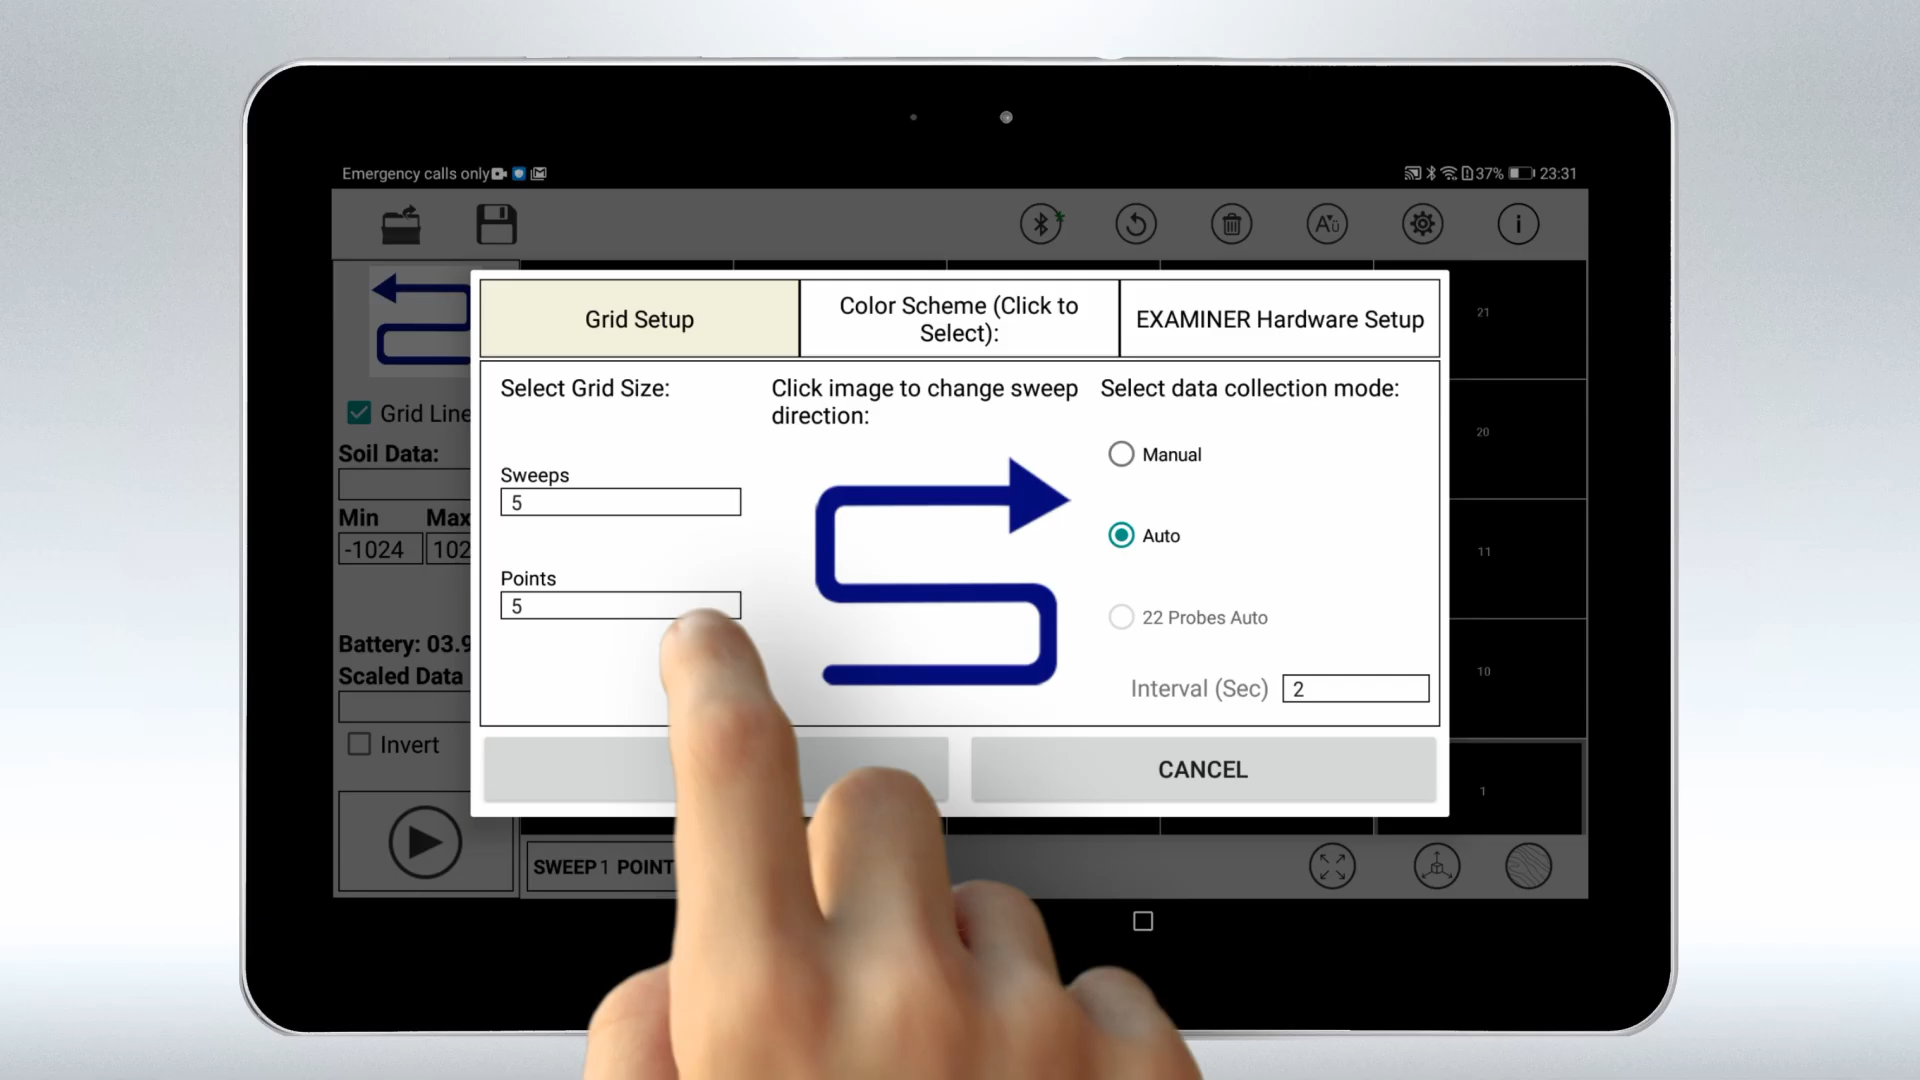 Emergency calls only
37% 23:31
Aü
i
Grid Setup
Color Scheme (Click to
Select):
EXAMINER Hardware Setup
Select Grid Size:
Click image to change sweep
direction:
Select data collection mode:
Sweeps
5
Points
5
Manual
Auto
22 Probes Auto
Interval (Sec)
2
CANCEL
Grid Line
Soil Data:
Min
Max
-1024
102
Battery: 03.9
Scaled Data
Invert
SWEEP 1 POINT
21
20
11
10
1